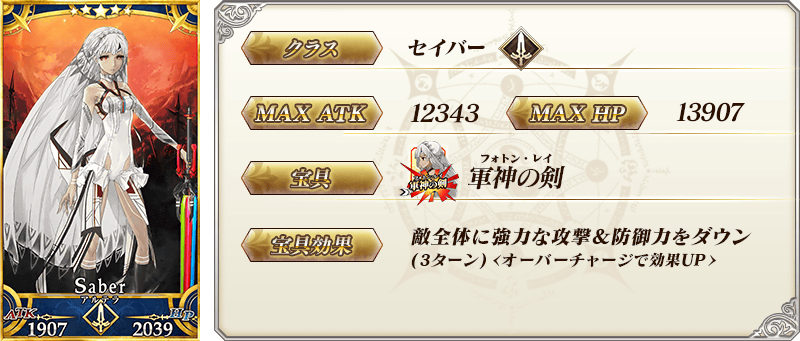 Saber
アルテラ
ATK
HP
1907
2039
クラス
セイバー
MAX ATK
12343
MAX HP
13907
宝具
軍神の剣
フォトン・レイ
軍神の剣
宝具効果
敵全体に強力な攻撃&防御力をダウン
(3ターン)<オーバーチャージで効果UP>